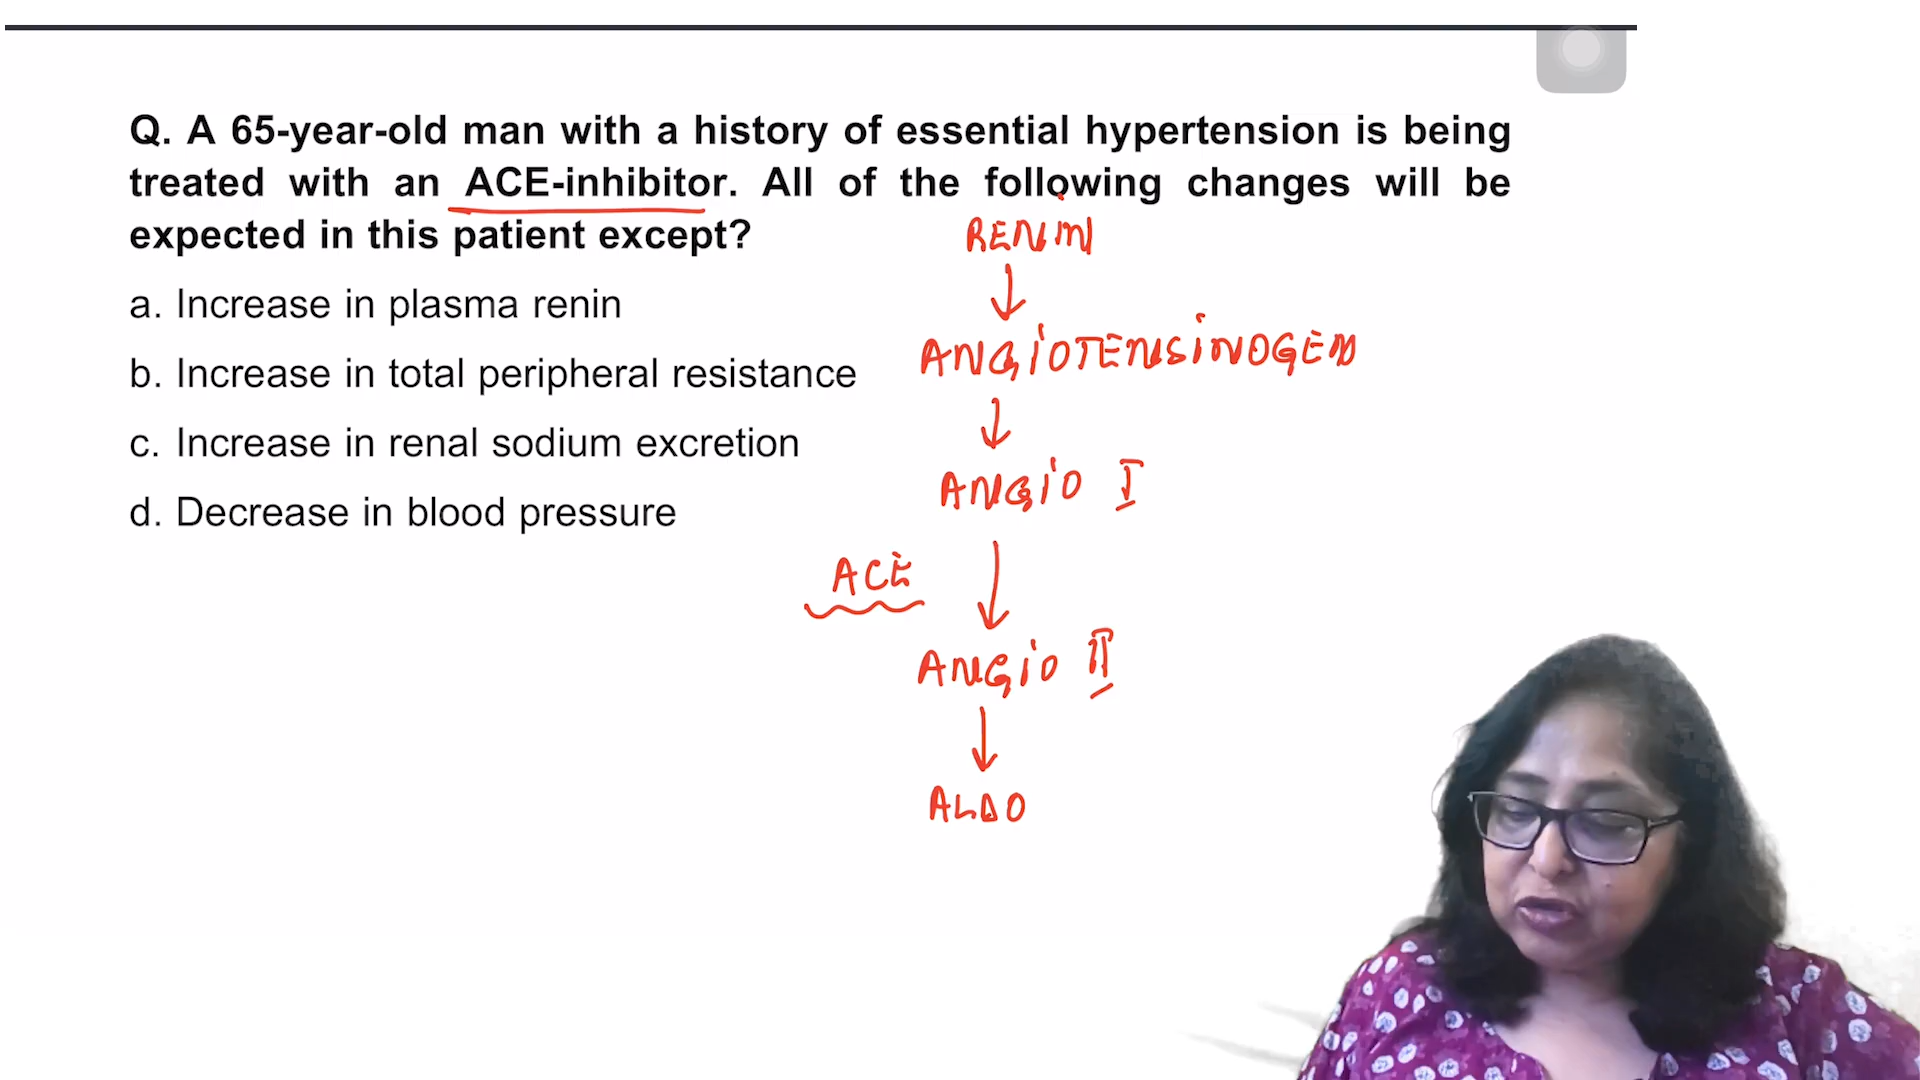 Q. A 65-year-old man with a history of essential hypertension is being
treated with an ACE-inhibitor. All of the following changes will be
expected in this patient except?
a. Increase in plasma renin
b. Increase in total peripheral resistance
c. Increase in renal sodium excretion
d. Decrease in blood pressure
RENIN
ANGIOTENSINOGEN
ANGIO I
ACE
ANGIO II
ALDO